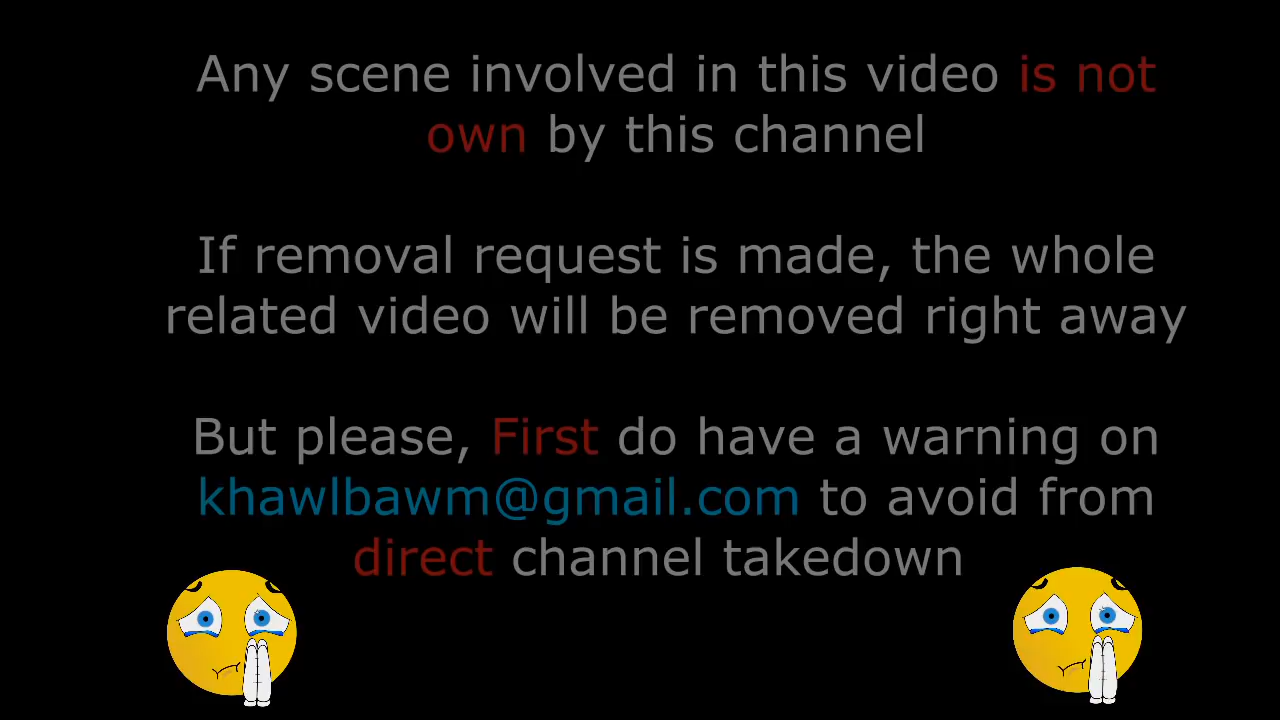 Any scene involved in this video is not
own by this channel
If removal request is made, the whole
related video will be removed right away
But please, First do have a warning on
khawlbawm@gmail.com to avoid from
direct channel takedown